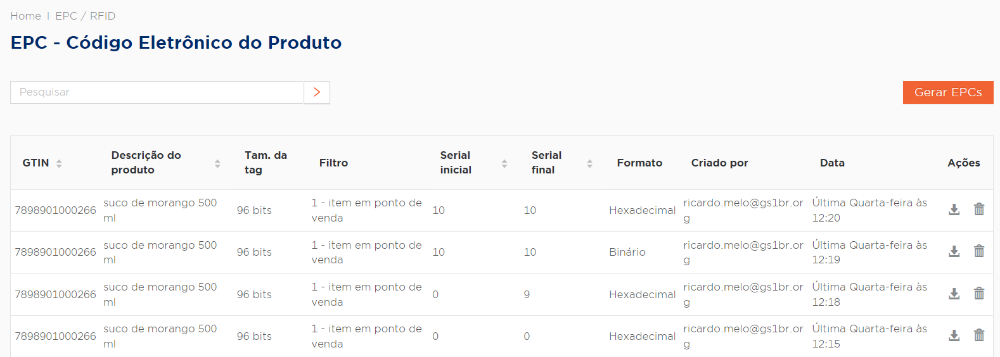 Home | EPC / RFID
EPC - Código Eletrônico do Produto
Pesquisar
Gerar EPCs
GTIN Descrição do produto Tam. da tag Filtro Serial inicial Serial final Formato Criado por Data Ações
7898901000266 suco de morango 500 ml 96 bits 1 - item em ponto de venda 10 10 Hexadecimal ricardo.melo@gs1br.org Última Quarta-feira às 12:20
7898901000266 suco de morango 500 ml 96 bits 1 - item em ponto de venda 10 10 Binário ricardo.melo@gs1br.org Última Quarta-feira às 12:19
7898901000266 suco de morango 500 ml 96 bits 1 - item em ponto de venda 0 9 Hexadecimal ricardo.melo@gs1br.org Última Quarta-feira às 12:18
7898901000266 suco de morango 500 ml 96 bits 1 - item em ponto de venda 0 0 Hexadecimal ricardo.melo@gs1br.org Última Quarta-feira às 12:15